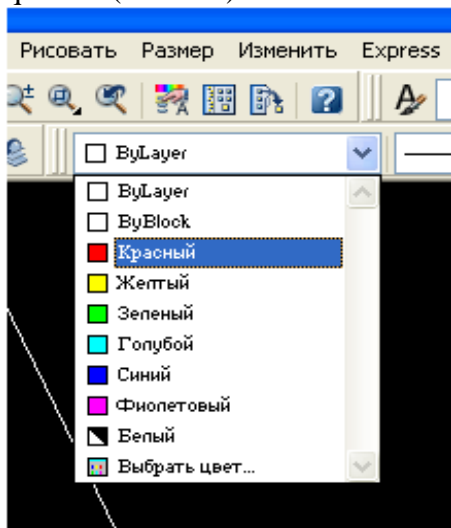 Рисовать Размер Изменить Express
ByLayer
ByLayer
ByBlock
Красный
Желтый
Зеленый
Голубой
Синий
Фиолетовый
Белый
Выбрать цвет...